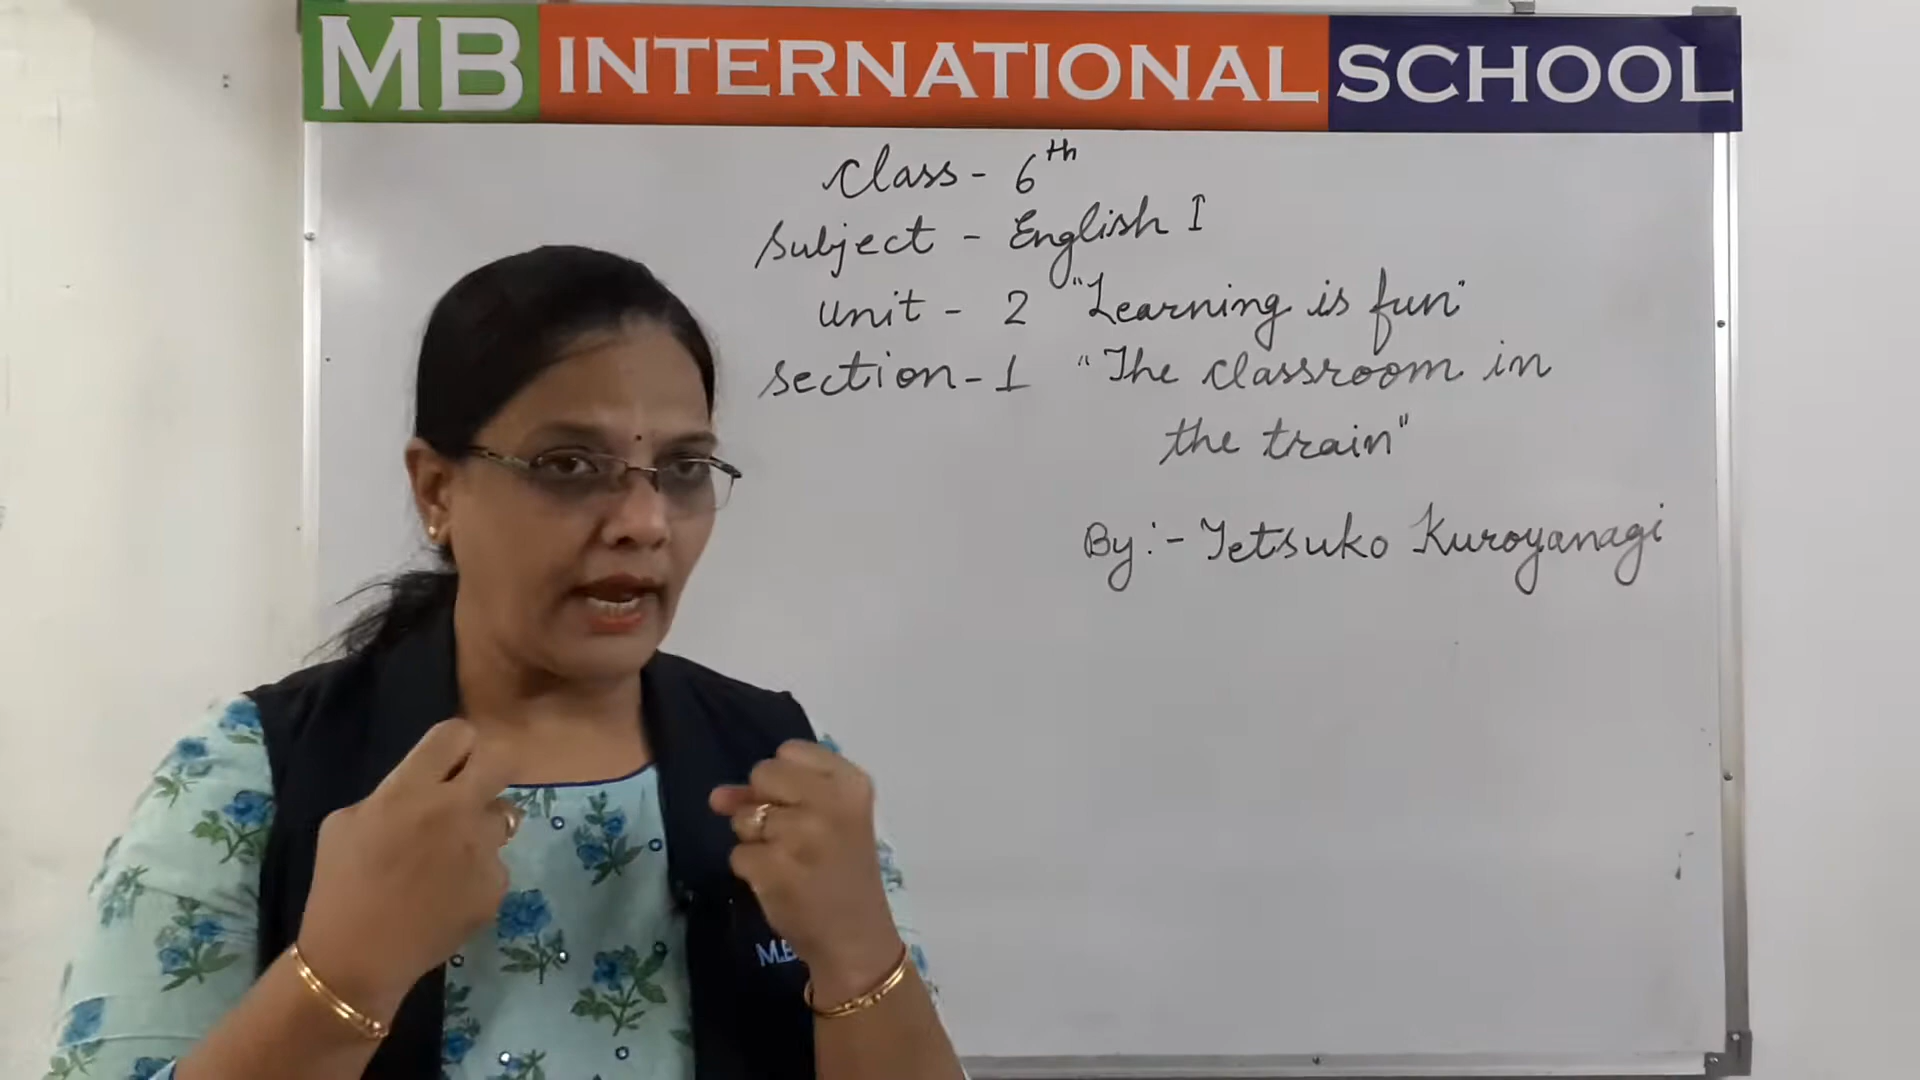 MB INTERNATIONAL SCHOOL
Class - 6th
Subject - English I
Unit - 2 "Learning is fun"
Section - 1 "The classroom in
the train"
By :- Tetsuko Kuroyanagi